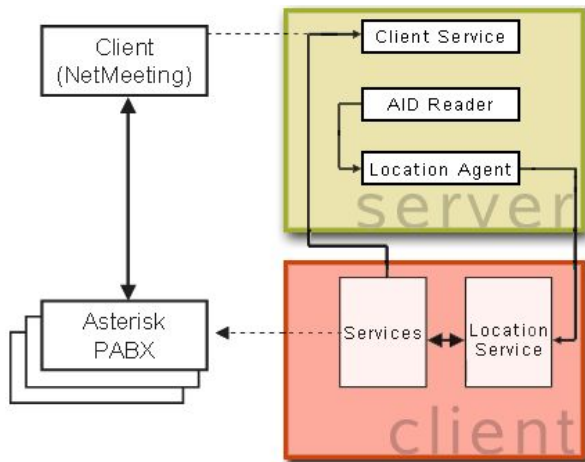 Client
(NetMeeting)
Client Service
AID Reader
Location Agent
server
Asterisk
PABX
Services
Location
Service
client